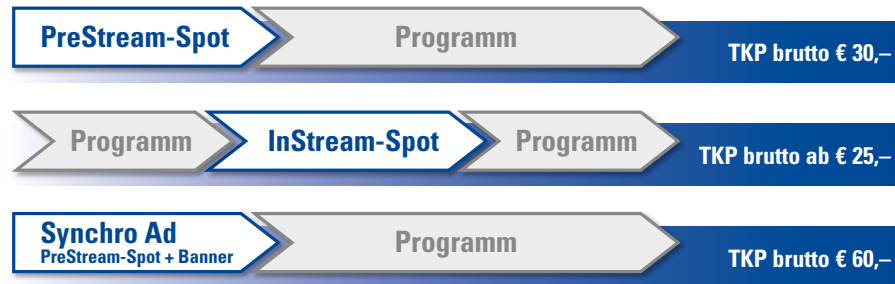 PreStream-Spot Programm TKP brutto € 30,–
Programm InStream-Spot Programm TKP brutto ab € 25,–
Synchro Ad
PreStream-Spot + Banner Programm TKP brutto € 60,–